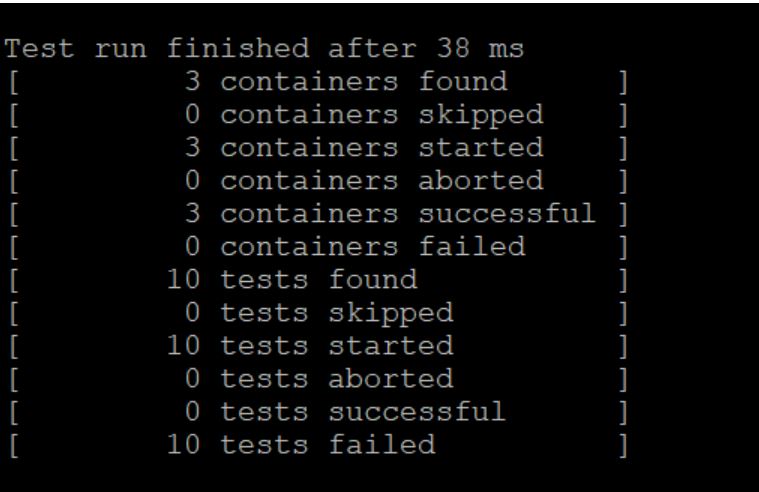 Test run finished after 38 ms
[         3 containers found      ]
[         0 containers skipped    ]
[         3 containers started    ]
[         0 containers aborted    ]
[         3 containers successful ]
[         0 containers failed     ]
[        10 tests found           ]
[         0 tests skipped         ]
[        10 tests started         ]
[         0 tests aborted         ]
[         0 tests successful      ]
[        10 tests failed          ]